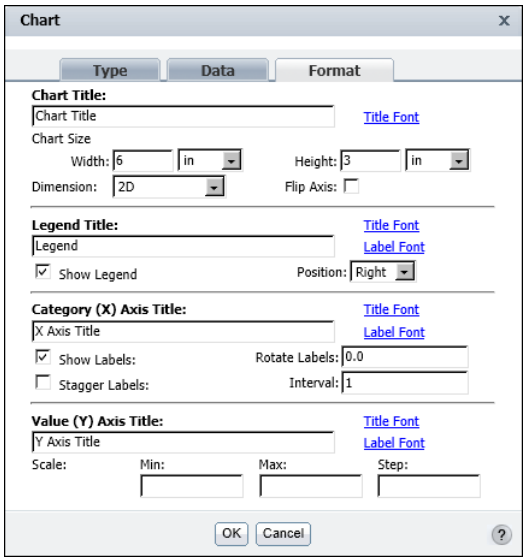 Chart x
Type Data Format
Chart Title:
Chart Title Title Font
Chart Size
Width: 6 in Height: 3 in
Dimension: 2D Flip Axis:
Legend Title: Title Font
Legend Label Font
Show Legend Position: Right
Category (X) Axis Title: Title Font
X Axis Title Label Font
Show Labels: Rotate Labels: 0.0
Stagger Labels: Interval: 1
Value (Y) Axis Title: Title Font
Y Axis Title Label Font
Scale: Min: Max: Step:
OK Cancel ?